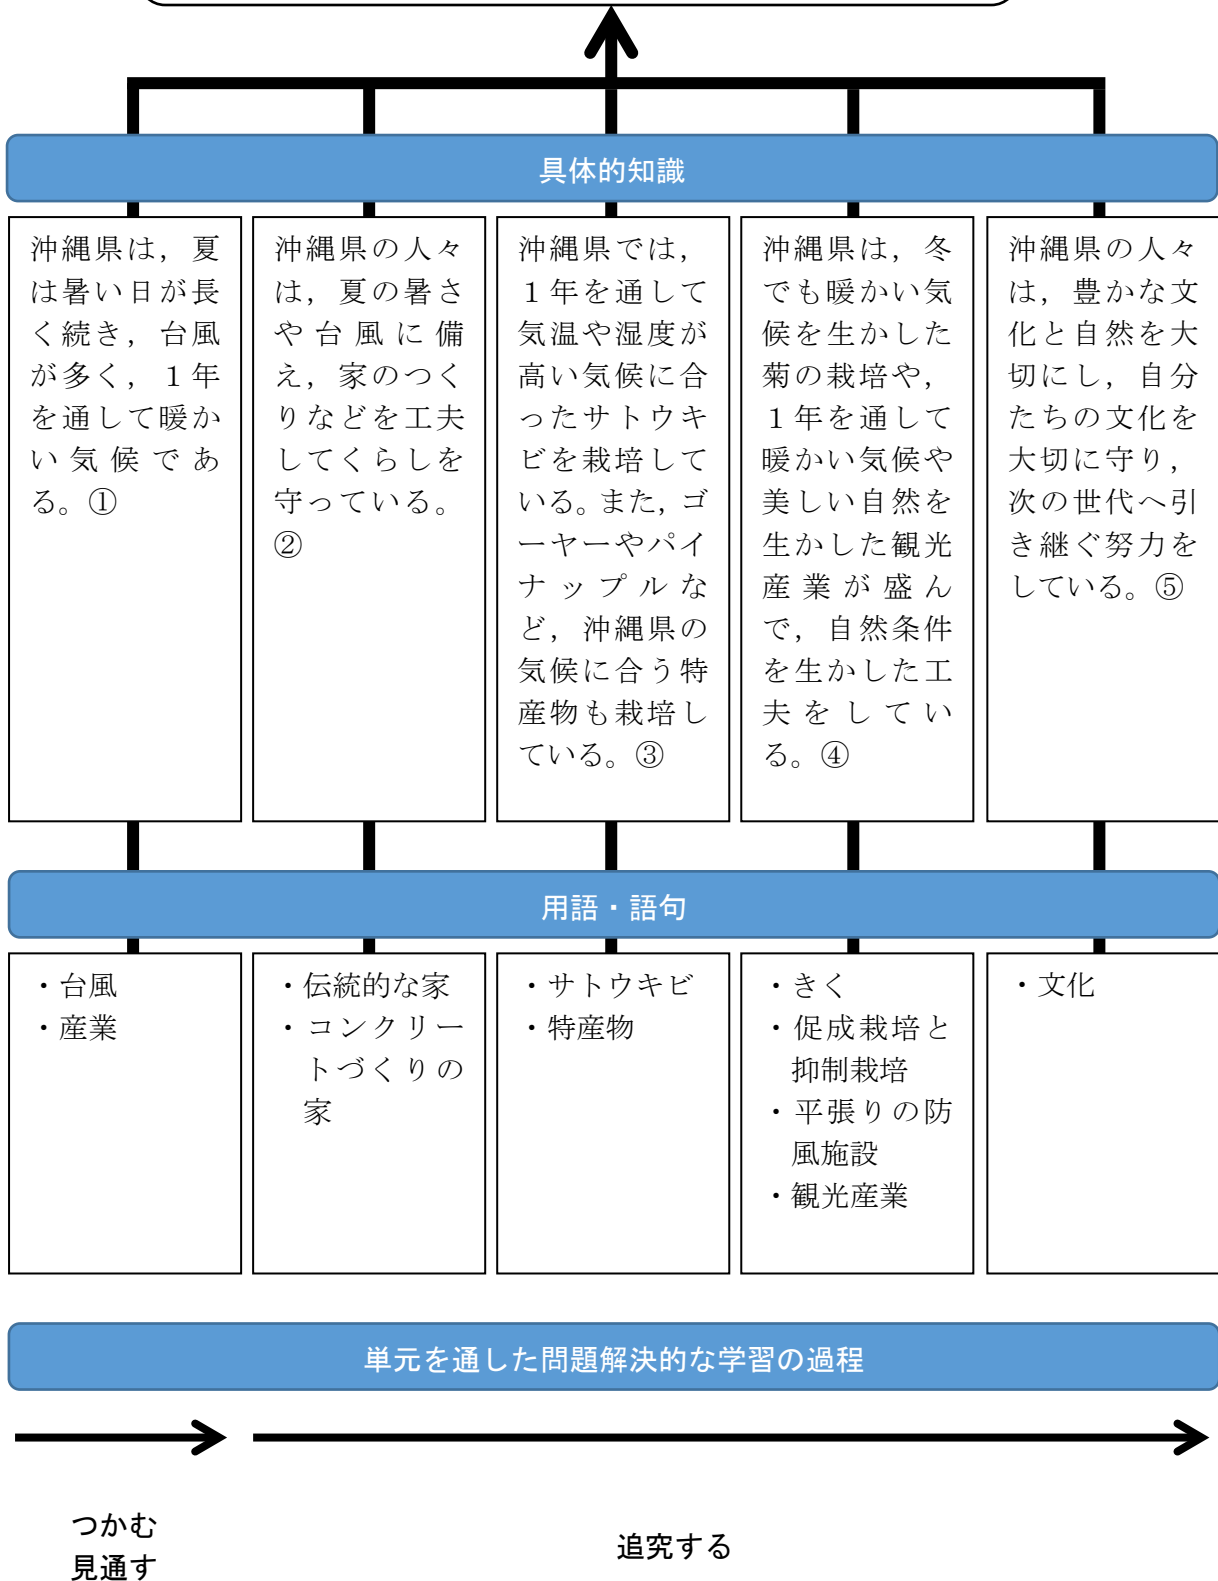 具体的知識
沖縄県は，夏
は暑い日が長
く続き，台風
が多く，１年
を通して暖か
い気候であ
る。①
沖縄県の人々
は，夏の暑さ
や台風に備
え，家のつく
りなどを工夫
してくらしを
守っている。
②
沖縄県では，
１年を通して
気温や湿度が
高い気候に合
ったサトウキ
ビを栽培して
いる。また，ゴ
ーヤーやパイ
ナップルな
ど，沖縄県の
気候に合う特
産物も栽培し
ている。③
沖縄県は，冬
でも暖かい気
候を生かした
菊の栽培や，
１年を通して
暖かい気候や
美しい自然を
生かした観光
産業が盛ん
で，自然条件
を生かした工
夫をしてい
る。④
沖縄県の人々
は，豊かな文
化と自然を大
切にし，自分
たちの文化を
大切に守り，
次の世代へ引
き継ぐ努力を
している。⑤
用語・語句
・台風
・産業
・伝統的な家
・コンクリー
トづくりの
家
・サトウキビ
・特産物
・きく
・促成栽培と
抑制栽培
・平張りの防
風施設
・観光産業
・文化
単元を通した問題解決的な学習の過程
つかむ
見通す
追究する